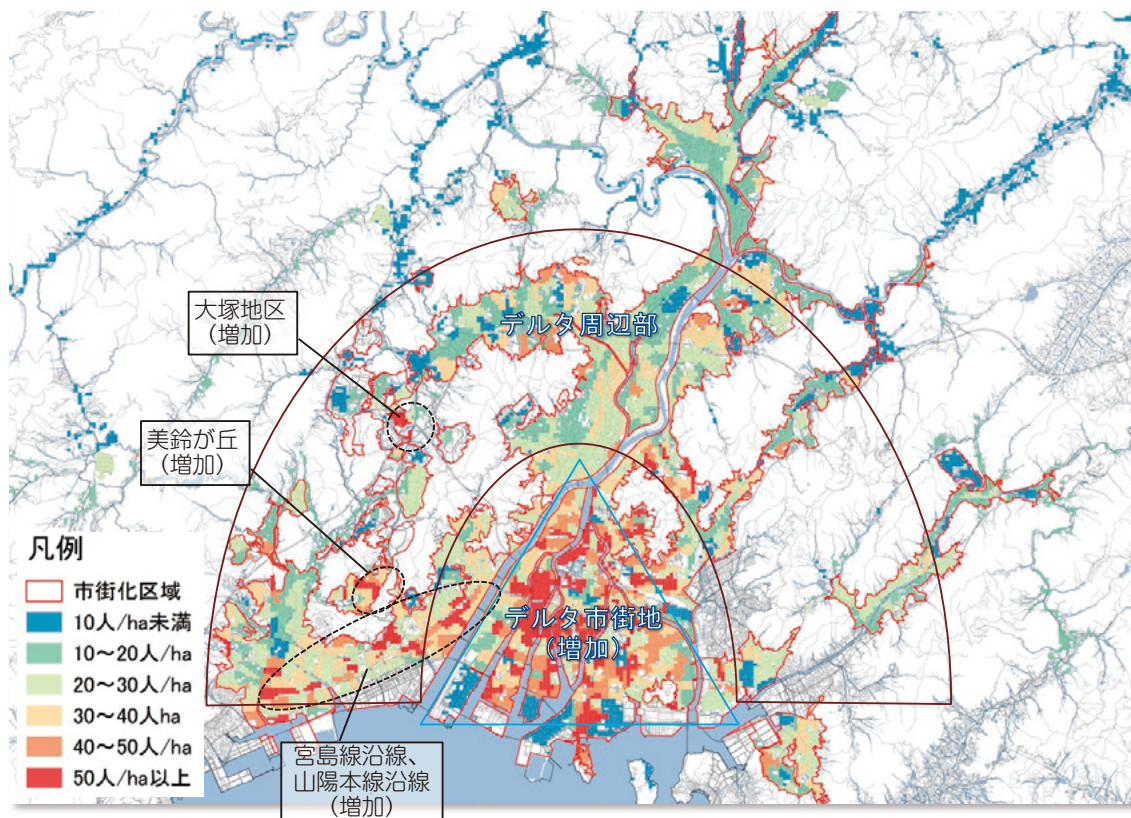 大塚地区
(増加)
デルタ周辺部
美鈴が丘
(増加)
デルタ市街地
(増加)
宮島線沿線、
山陽本線沿線
(増加)
凡例
市街化区域
10人/ha未満
10～20人/ha
20～30人/ha
30～40人ha
40～50人/ha
50人/ha以上